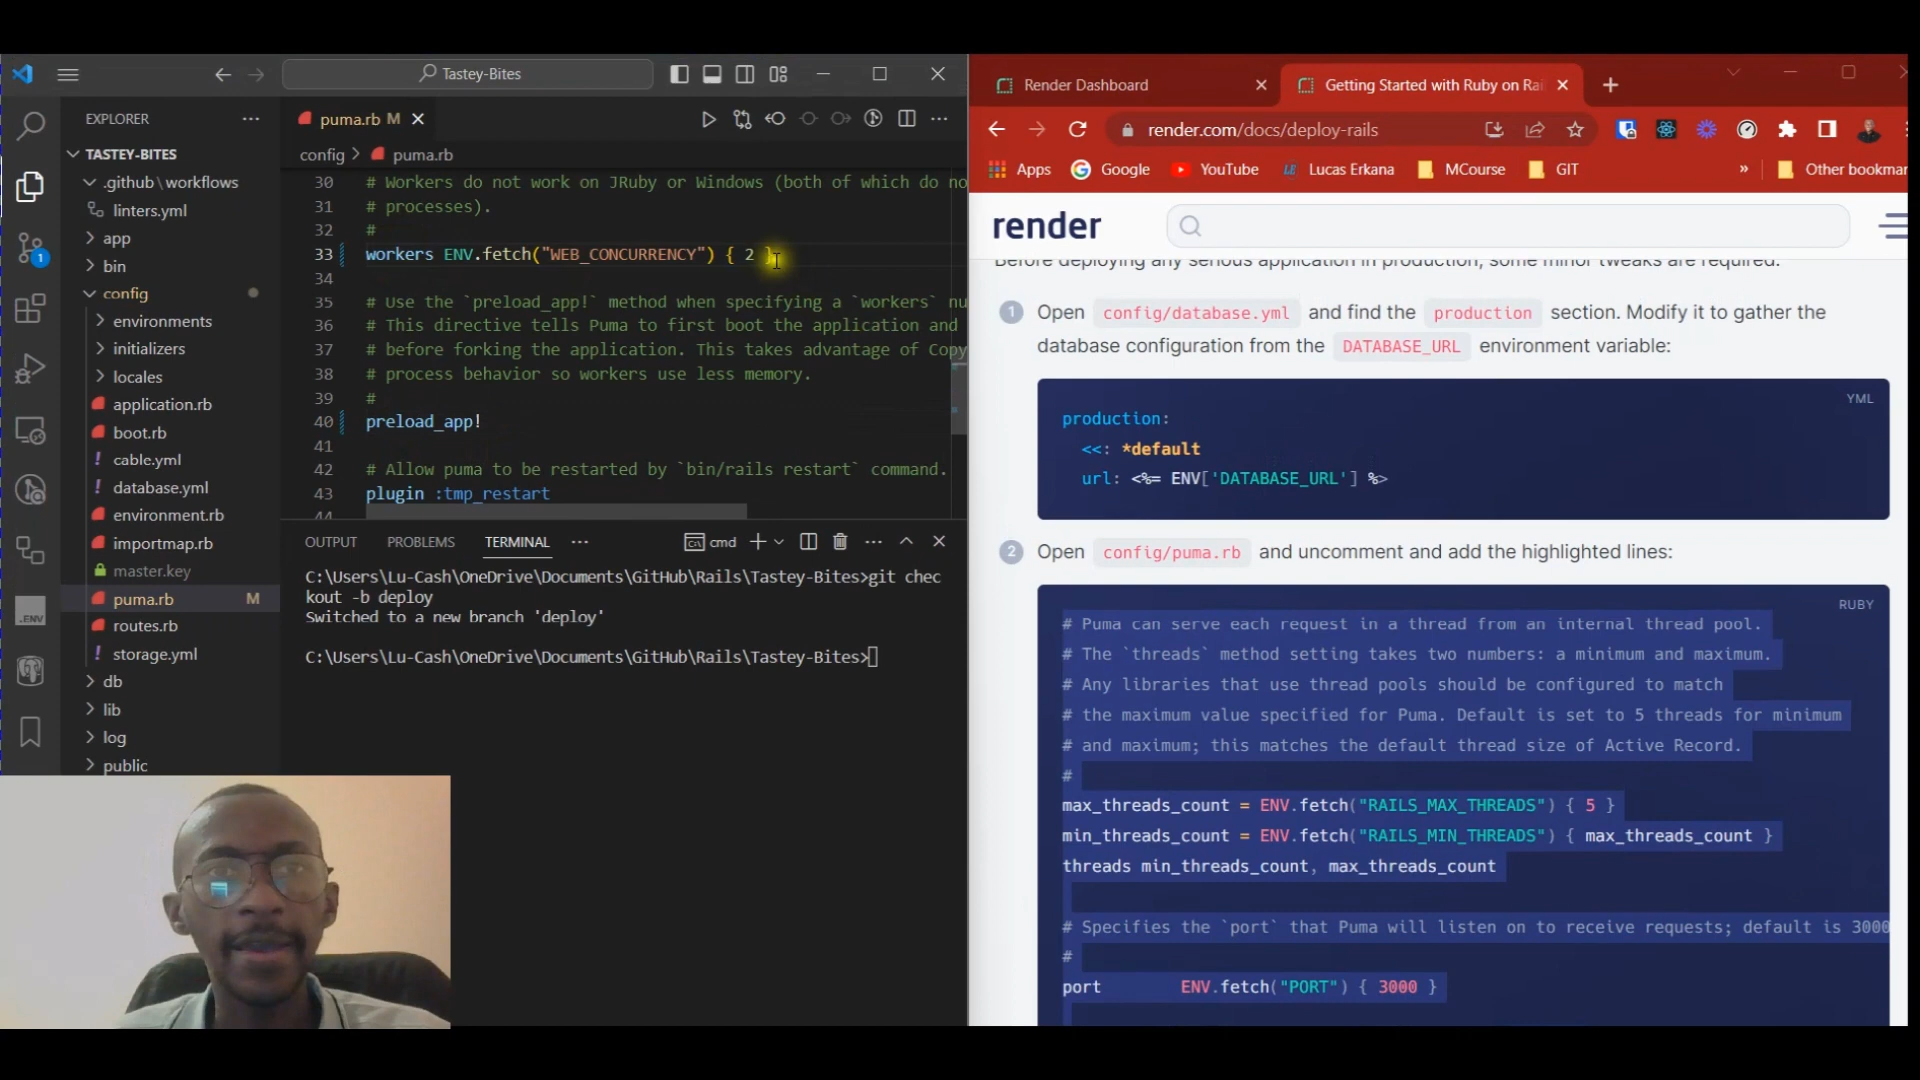 Tastey-Bites
EXPLORER
TASTEY-BITES
.github\workflows
linters.yml
app
bin
config
environments
initializers
locales
application.rb
boot.rb
cable.yml
database.yml
environment.rb
importmap.rb
master.key
puma.rb M
routes.rb
storage.yml
db
lib
log
public
1
.ENV
puma.rb M
config > puma.rb
30 # Workers do not work on JRuby or Windows (both of which do no
31 # processes).
32 #
33 workers ENV.fetch("WEB_CONCURRENCY") { 2 }
34
35 # Use the `preload_app!` method when specifying a `workers` nu
36 # This directive tells Puma to first boot the application and
37 # before forking the application. This takes advantage of Copy
38 # process behavior so workers use less memory.
39 #
40 preload_app!
41
42 # Allow puma to be restarted by `bin/rails restart` command.
43 plugin :tmp_restart
44
OUTPUT PROBLEMS TERMINAL cmd
C:\Users\Lu-Cash\OneDrive\Documents\GitHub\Rails\Tastey-Bites>git chec
kout -b deploy
Switched to a new branch 'deploy'
C:\Users\Lu-Cash\OneDrive\Documents\GitHub\Rails\Tastey-Bites>
Render Dashboard
Getting Started with Ruby on Rai
render.com/docs/deploy-rails
Apps Google YouTube Lucas Erkana MCourse GIT » Other bookmar
render
Before deploying any serious application in production, some minor tweaks are required.
1 Open config/database.yml and find the production section. Modify it to gather the
database configuration from the DATABASE_URL environment variable:
YML
production:
<<: *default
url: <%= ENV['DATABASE_URL'] %>
2 Open config/puma.rb and uncomment and add the highlighted lines:
RUBY
# Puma can serve each request in a thread from an internal thread pool.
# The `threads` method setting takes two numbers: a minimum and maximum.
# Any libraries that use thread pools should be configured to match
# the maximum value specified for Puma. Default is set to 5 threads for minimum
# and maximum; this matches the default thread size of Active Record.
#
max_threads_count = ENV.fetch("RAILS_MAX_THREADS") { 5 }
min_threads_count = ENV.fetch("RAILS_MIN_THREADS") { max_threads_count }
threads min_threads_count, max_threads_count
# Specifies the `port` that Puma will listen on to receive requests; default is 3000
#
port ENV.fetch("PORT") { 3000 }